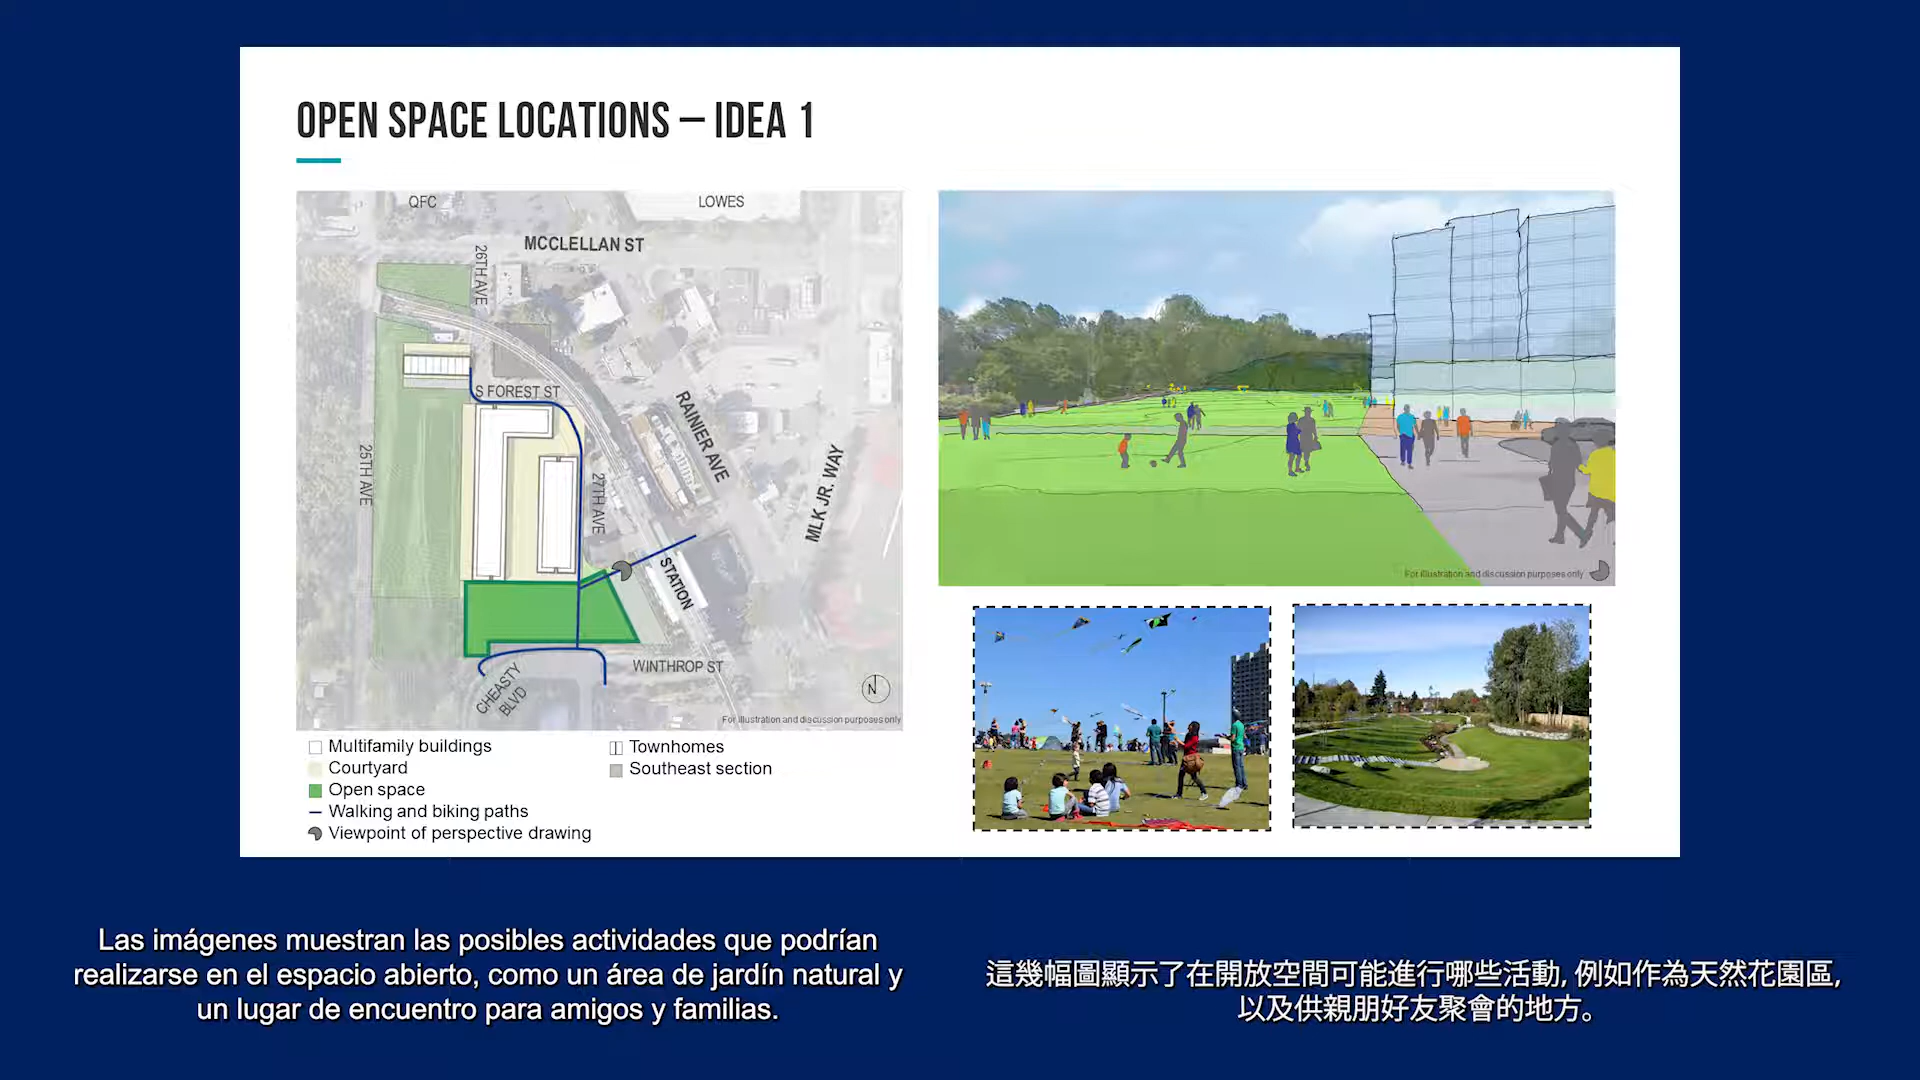 OPEN SPACE LOCATIONS – IDEA 1
QFC
LOWES
MCCLELLAN ST
26TH AVE
S FOREST ST
25TH AVE
27TH AVE
RAINIER AVE
MLK JR. WAY
STATION
CHEASTY
BLVD
WINTHROP ST
N
For illustration and discussion purposes only
Multifamily buildings
Courtyard
Open space
Walking and biking paths
Viewpoint of perspective drawing
Townhomes
Southeast section
For illustration and discussion purposes only
Las imágenes muestran las posibles actividades que podrían
realizarse en el espacio abierto, como un área de jardín natural y
un lugar de encuentro para amigos y familias.
這幾幅圖顯示了在開放空間可能進行哪些活動, 例如作為天然花園區,
以及供親朋好友聚會的地方。